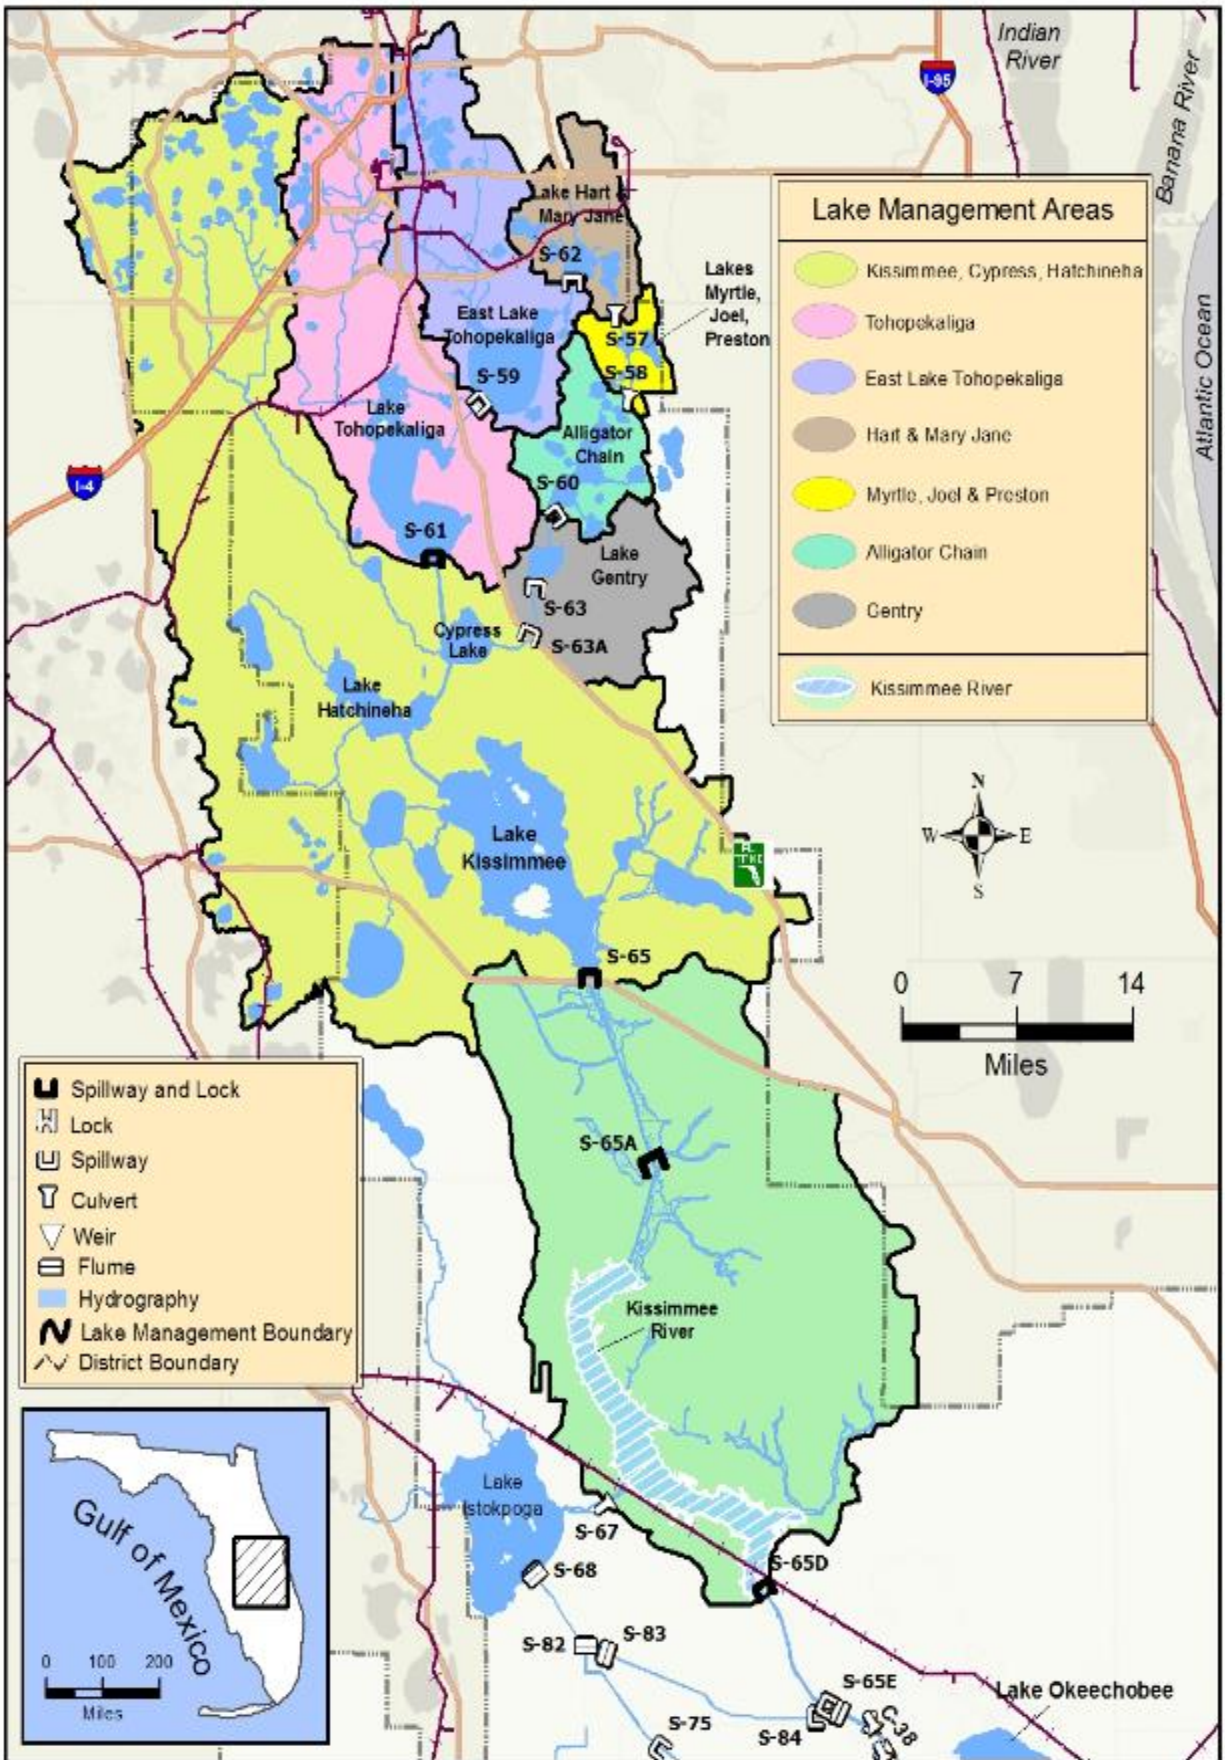 Indian
River
I-95
Banana River
Lake Hart &
Mary Jane
S-62
Lakes
Myrtle,
Joel,
Preston
East Lake
Tohopekaliga
S-57
S-58
S-59
Lake
Tohopekaliga
Alligator
Chain
S-60
I-4
S-61
Lake
Gentry
S-63
Cypress
Lake
S-63A
Lake
Hatchineha
Lake
Kissimmee
S-65
S-65A
Kissimmee
River
Lake
Istokpoga
S-67
S-68
S-65D
S-82
S-83
S-65E
S-84
C-38
S-75
Lake Okeechobee
Atlantic Ocean
Lake Management Areas
Kissimmee, Cypress, Hatchineha
Tohopekaliga
East Lake Tohopekaliga
Hart & Mary Jane
Myrtle, Joel & Preston
Alligator Chain
Gentry
Kissimmee River
N
W
E
S
0 7 14
Miles
Spillway and Lock
Lock
Spillway
Culvert
Weir
Flume
Hydrography
Lake Management Boundary
District Boundary
Gulf of Mexico
0 100 200
Miles